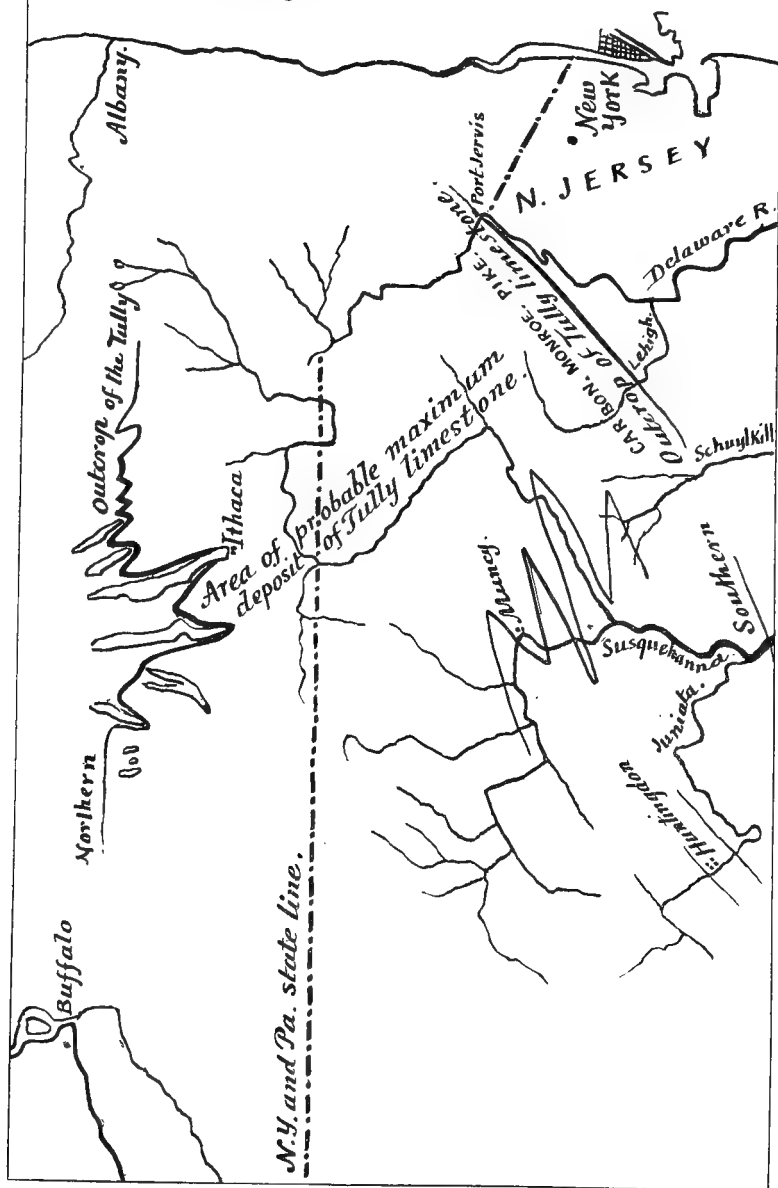 Buffalo
Northern
Outcrop of the Tully
Albany.
"Ithaca
N.Y. and Pa. state line.
Area of probable maximum
deposit of Tully limestone.
Port Jervis
New
York
N. JERSEY
Delaware R.
CARBON, MONROE, PIKE.
Outcrop of Tully limestone
Lehigh.
Schuylkill
Muncy.
Susquehanna
Southern
Juniata.
Huntingdon